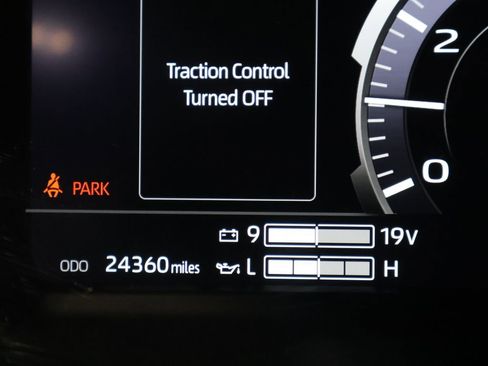 Traction Control
Turned OFF
2
0
PARK
9 19V
ODO 24360 miles L H